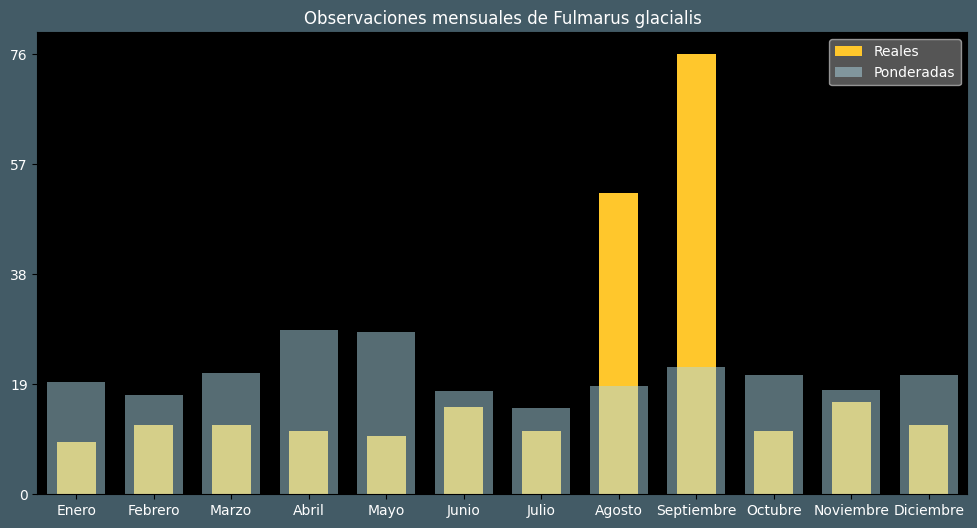 Observaciones mensuales de Fulmarus glacialis
Reales
Ponderadas
76
57
38
19
0
Enero Febrero Marzo Abril Mayo Junio Julio Agosto Septiembre Octubre Noviembre Diciembre